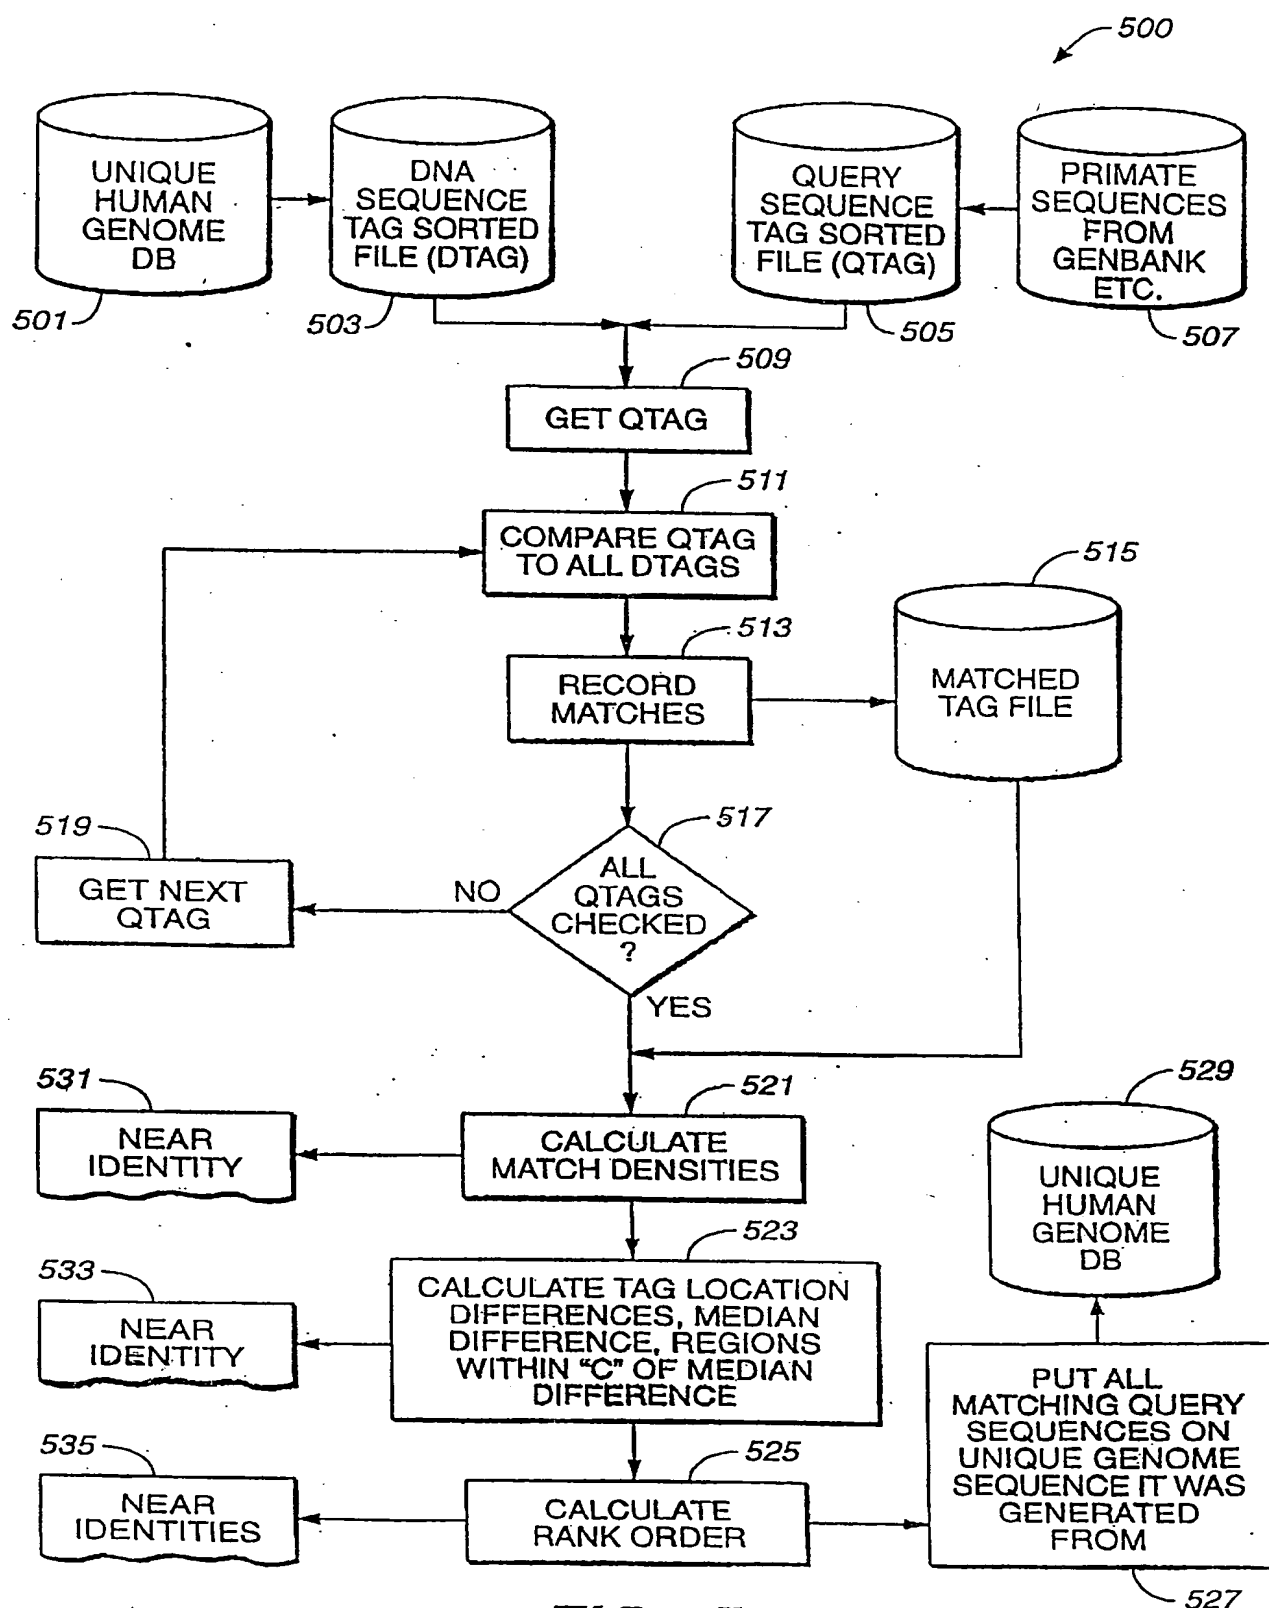 500
UNIQUE
HUMAN
GENOME
DB
501
DNA
SEQUENCE
TAG SORTED
FILE (DTAG)
503
QUERY
SEQUENCE
TAG SORTED
FILE (QTAG)
505
PRIMATE
SEQUENCES
FROM
GENBANK
ETC.
507
509
GET QTAG
511
COMPARE QTAG
TO ALL DTAGS
513
RECORD
MATCHES
515
MATCHED
TAG FILE
517
ALL
QTAGS
CHECKED
?
NO
YES
519
GET NEXT
QTAG
521
CALCULATE
MATCH DENSITIES
531
NEAR
IDENTITY
523
CALCULATE TAG LOCATION
DIFFERENCES, MEDIAN
DIFFERENCE, REGIONS
WITHIN "C" OF MEDIAN
DIFFERENCE
533
NEAR
IDENTITY
525
CALCULATE
RANK ORDER
535
NEAR
IDENTITIES
529
UNIQUE
HUMAN
GENOME
DB
PUT ALL
MATCHING QUERY
SEQUENCES ON
UNIQUE GENOME
SEQUENCE IT WAS
GENERATED
FROM
527